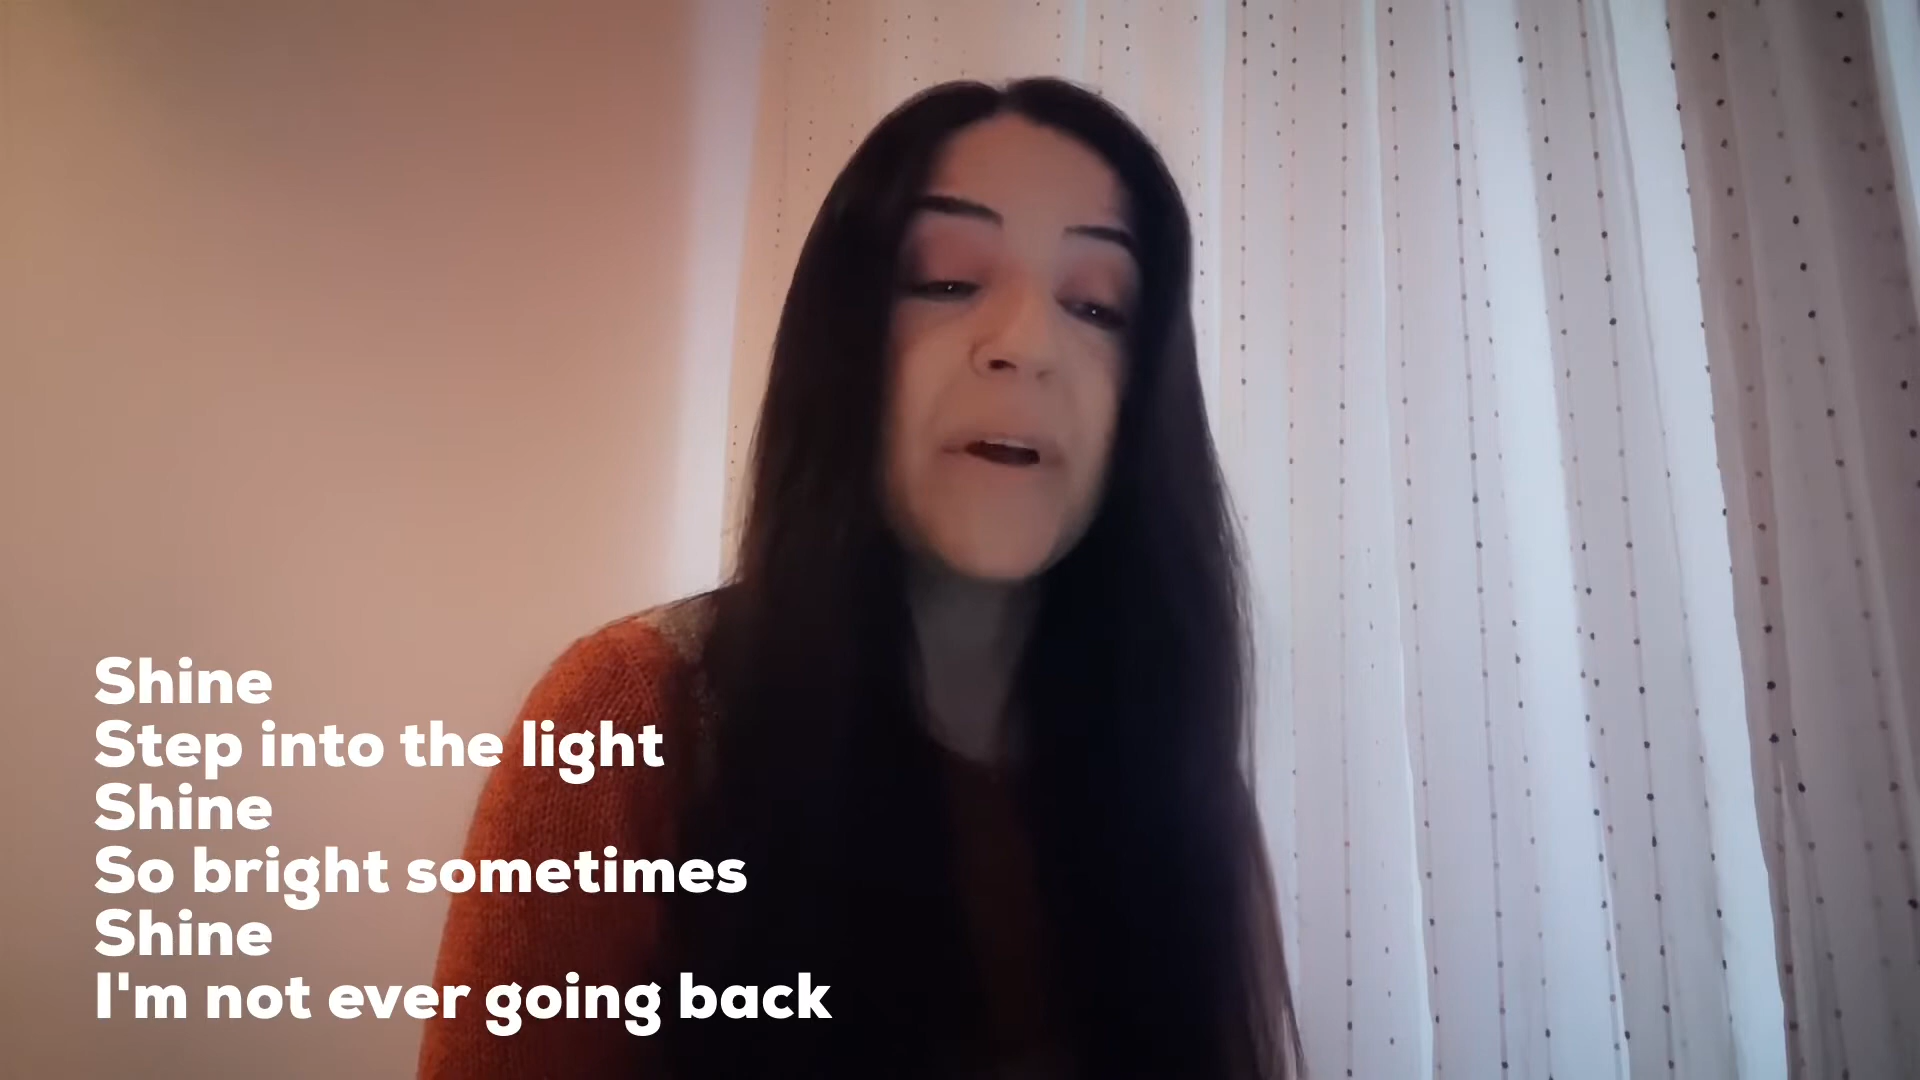 Shine
Step into the light
Shine
So bright sometimes
Shine
I'm not ever going back